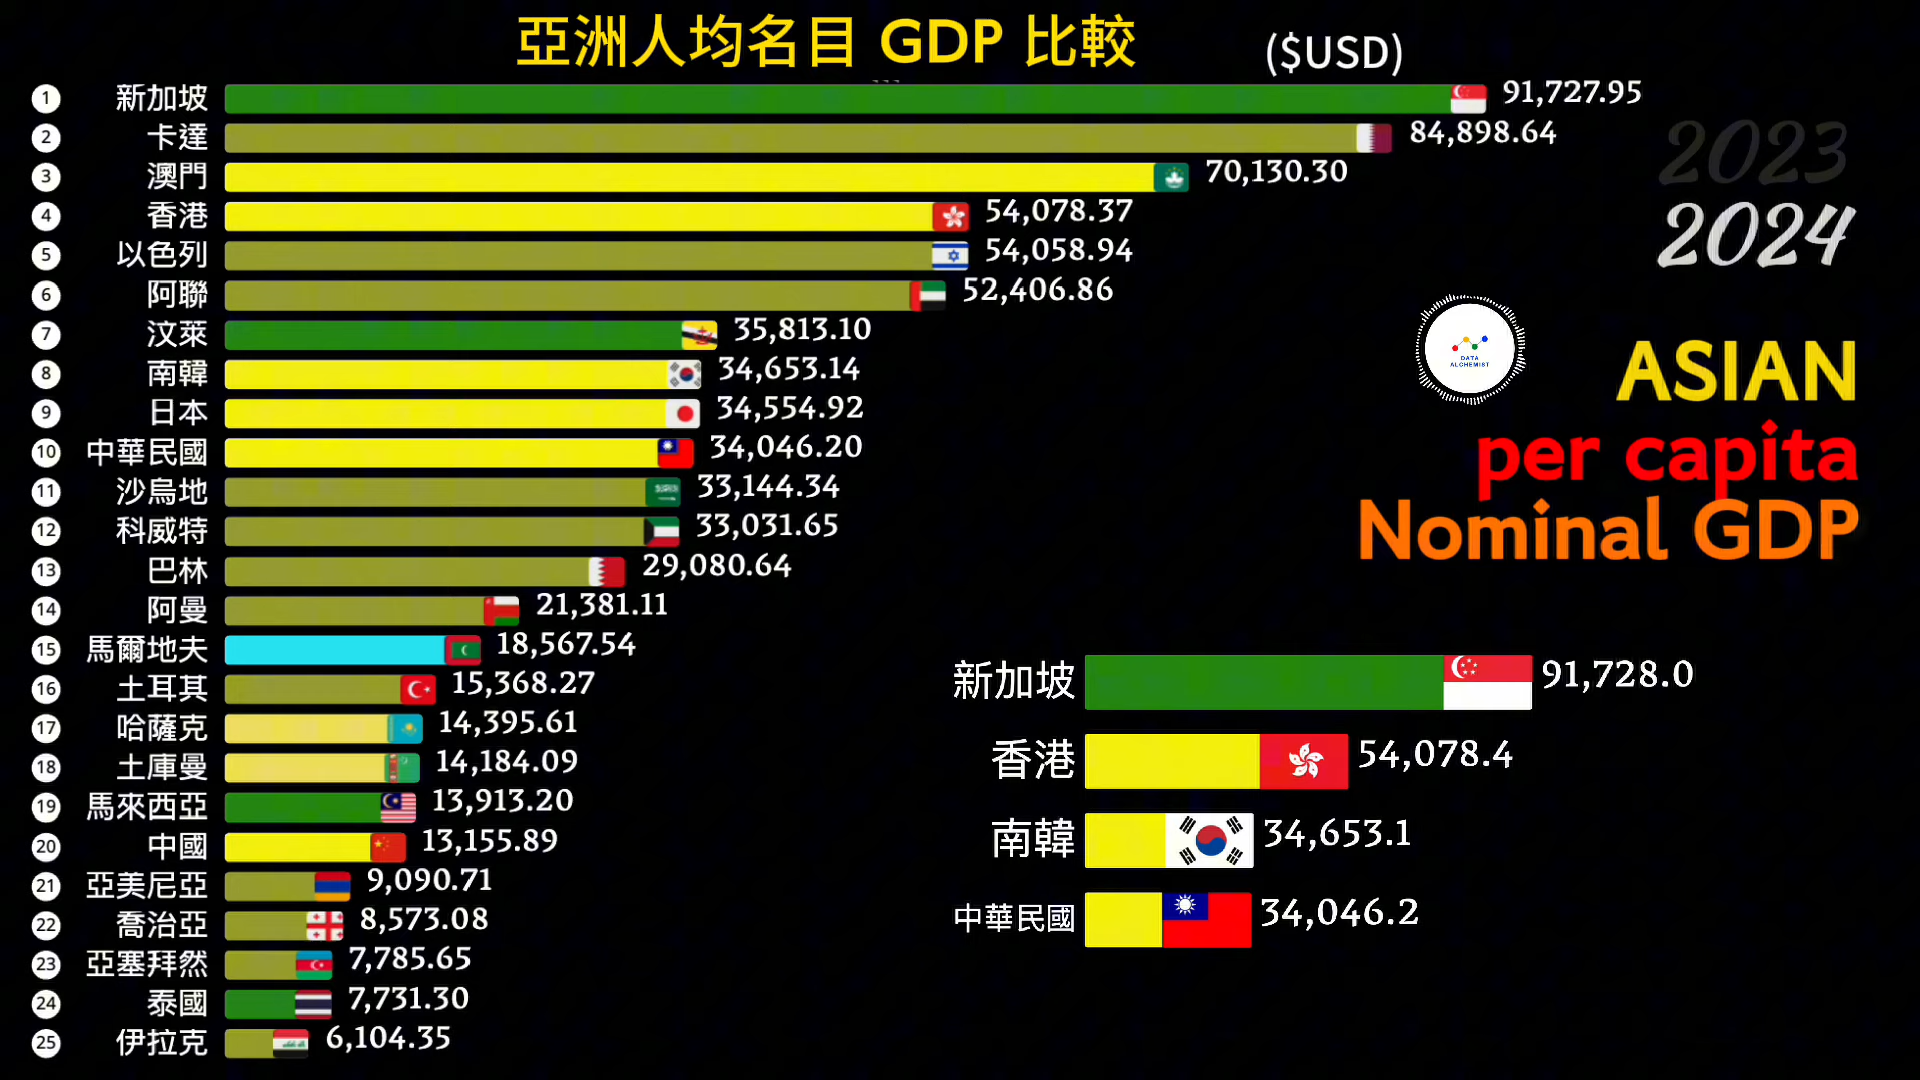 亞洲人均名目 GDP 比較 ($USD)
1 新加坡 91,727.95
2 卡達 84,898.64
3 澳門 70,130.30
4 香港 54,078.37
5 以色列 54,058.94
6 阿聯 52,406.86
7 汶萊 35,813.10
8 南韓 34,653.14
9 日本 34,554.92
10 中華民國 34,046.20
11 沙烏地 33,144.34
12 科威特 33,031.65
13 巴林 29,080.64
14 阿曼 21,381.11
15 馬爾地夫 18,567.54
16 土耳其 15,368.27
17 哈薩克 14,395.61
18 土庫曼 14,184.09
19 馬來西亞 13,913.20
20 中國 13,155.89
21 亞美尼亞 9,090.71
22 喬治亞 8,573.08
23 亞塞拜然 7,785.65
24 泰國 7,731.30
25 伊拉克 6,104.35
2023
2024
DATA
ALCHEMIST
ASIAN
per capita
Nominal GDP
新加坡 91,728.0
香港 54,078.4
南韓 34,653.1
中華民國 34,046.2